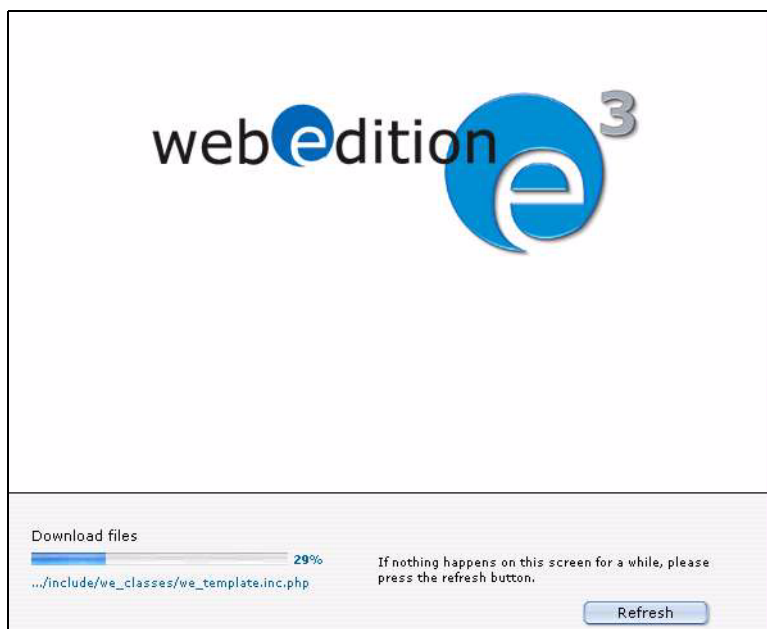 webedition
e3
Download files
29%
.../include/we_classes/we_template.inc.php
If nothing happens on this screen for a while, please
press the refresh button.
Refresh